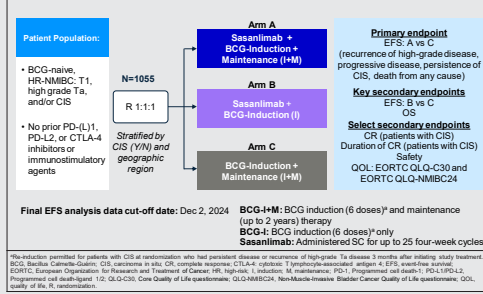 Patient Population:
• BCG-naive,
HR-NMIBC: T1,
high grade Ta,
and/or CIS
• No prior PD-(L)1,
PD-L2, or CTLA-4
inhibitors or
immunostimulatory
agents
N=1055
R 1:1:1
Stratified by
CIS (Y/N) and
geographic
region
Arm A
Sasanlimab +
BCG-Induction +
Maintenance (I+M)
Arm B
Sasanlimab +
BCG-Induction (I)
Arm C
BCG-Induction +
Maintenance (I+M)
Primary endpoint
EFS: A vs C
(recurrence of high-grade disease,
progressive disease, persistence of
CIS, death from any cause)
Key secondary endpoints
EFS: B vs C
OS
Select secondary endpoints
CR (patients with CIS)
Duration of CR (patients with CIS)
Safety
QOL: EORTC QLQ-C30 and
EORTC QLQ-NMIBC24
Final EFS analysis data cut-off date: Dec 2, 2024
BCG-I+M: BCG induction (6 doses)ᵃ and maintenance
(up to 2 years) therapy
BCG-I: BCG induction (6 doses)ᵃ only
Sasanlimab: Administered SC for up to 25 four-week cycles
ᵃRe-induction permitted for patients with CIS at randomization who had persistent disease or recurrence of high-grade Ta disease 3 months after initiating study treatment.
BCG, Bacillus Calmette-Guérin; CIS, carcinoma in situ; CR, complete response; CTLA-4: cytotoxic T lymphocyte-associated antigen 4; EFS, event-free survival;
EORTC, European Organization for Research and Treatment of Cancer; HR, high-risk; I, induction; M, maintenance; PD-1, Programmed cell death-1; PD-L1/PD-L2,
Programmed cell death-ligand 1/2; QLQ-C30, Core Quality of Life questionnaire; QLQ-NMIBC24, Non-Muscle-Invasive Bladder Cancer Quality of Life questionnaire; QOL,
quality of life, R, randomization.